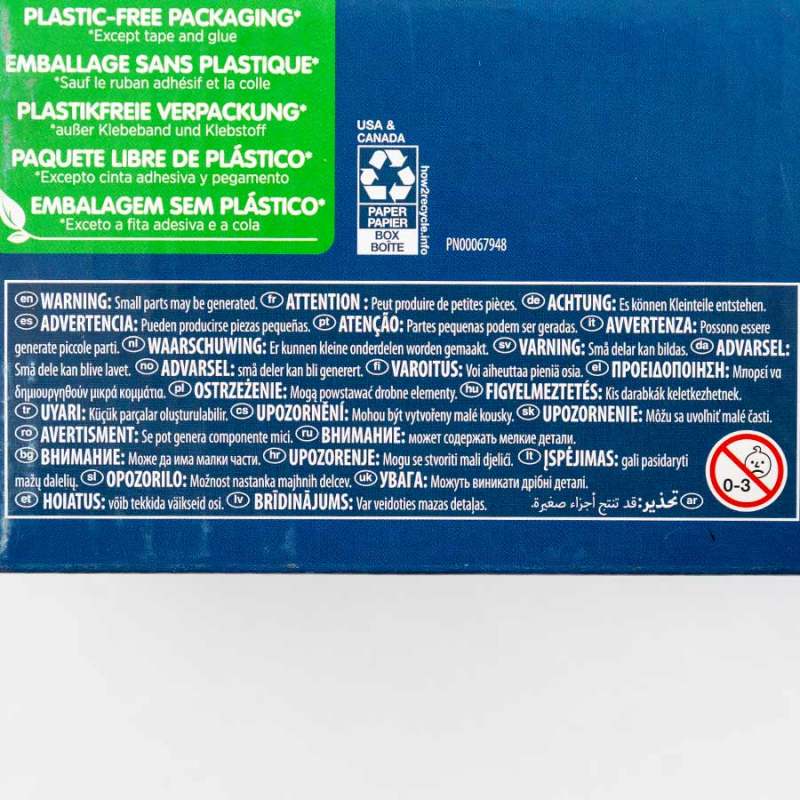 PLASTIC-FREE PACKAGING*
*Except tape and glue
EMBALLAGE SANS PLASTIQUE*
*Sauf le ruban adhésif et la colle
PLASTIKFREIE VERPACKUNG*
*außer Klebeband und Klebstoff
PAQUETE LIBRE DE PLÁSTICO*
*Excepto cinta adhesiva y pegamento
EMBALAGEM SEM PLÁSTICO*
*Exceto a fita adesiva e a cola
USA &
CANADA
PAPER
PAPIER
BOX
BOÎTE
how2recycle.info
PN00067948
en WARNING: Small parts may be generated. fr ATTENTION : Peut produire de petites pièces. de ACHTUNG: Es können Kleinteile entstehen.
es ADVERTENCIA: Pueden producirse piezas pequeñas. pt ATENÇÃO: Partes pequenas podem ser geradas. it AVVERTENZA: Possono essere
generate piccole parti. nl WAARSCHUWING: Er kunnen kleine onderdelen worden gemaakt. sv VARNING: Små delar kan bildas. da ADVARSEL:
Små dele kan blive lavet. no ADVARSEL: små deler kan bli generert. fi VAROITUS: Voi aiheuttaa pieniä osia. el ΠΡΟΕΙΔΟΠΟΙΗΣΗ: Μπορεί να
δημιουργηθούν μικρά κομμάτια. pl OSTRZEŻENIE: Mogą powstawać drobne elementy. hu FIGYELMEZTETÉS: Kis darabkák keletkezhetnek.
tr UYARI: Küçük parçalar oluşturulabilir. cs UPOZORNĚNÍ: Mohou být vytvořeny malé kousky. sk UPOZORNENIE: Môžu sa uvoľniť malé časti.
ro AVERTISMENT: Se pot genera componente mici. ru ВНИМАНИЕ: может содержать мелкие детали.
bg ВНИМАНИЕ: Може да има малки части. hr UPOZORENJE: Mogu se stvoriti mali djelići. lt ĮSPĖJIMAS: gali pasidaryti
mažų dalelių. sl OPOZORILO: Možnost nastanka majhnih delcev. uk УВАГА: Можуть виникати дрібні деталі.
et HOIATUS: võib tekkida väikseid osi. lv BRĪDINĀJUMS: Var veidoties mazas detaļas. ar تحذير: قد تنتج أجزاء صغيرة.
0-3